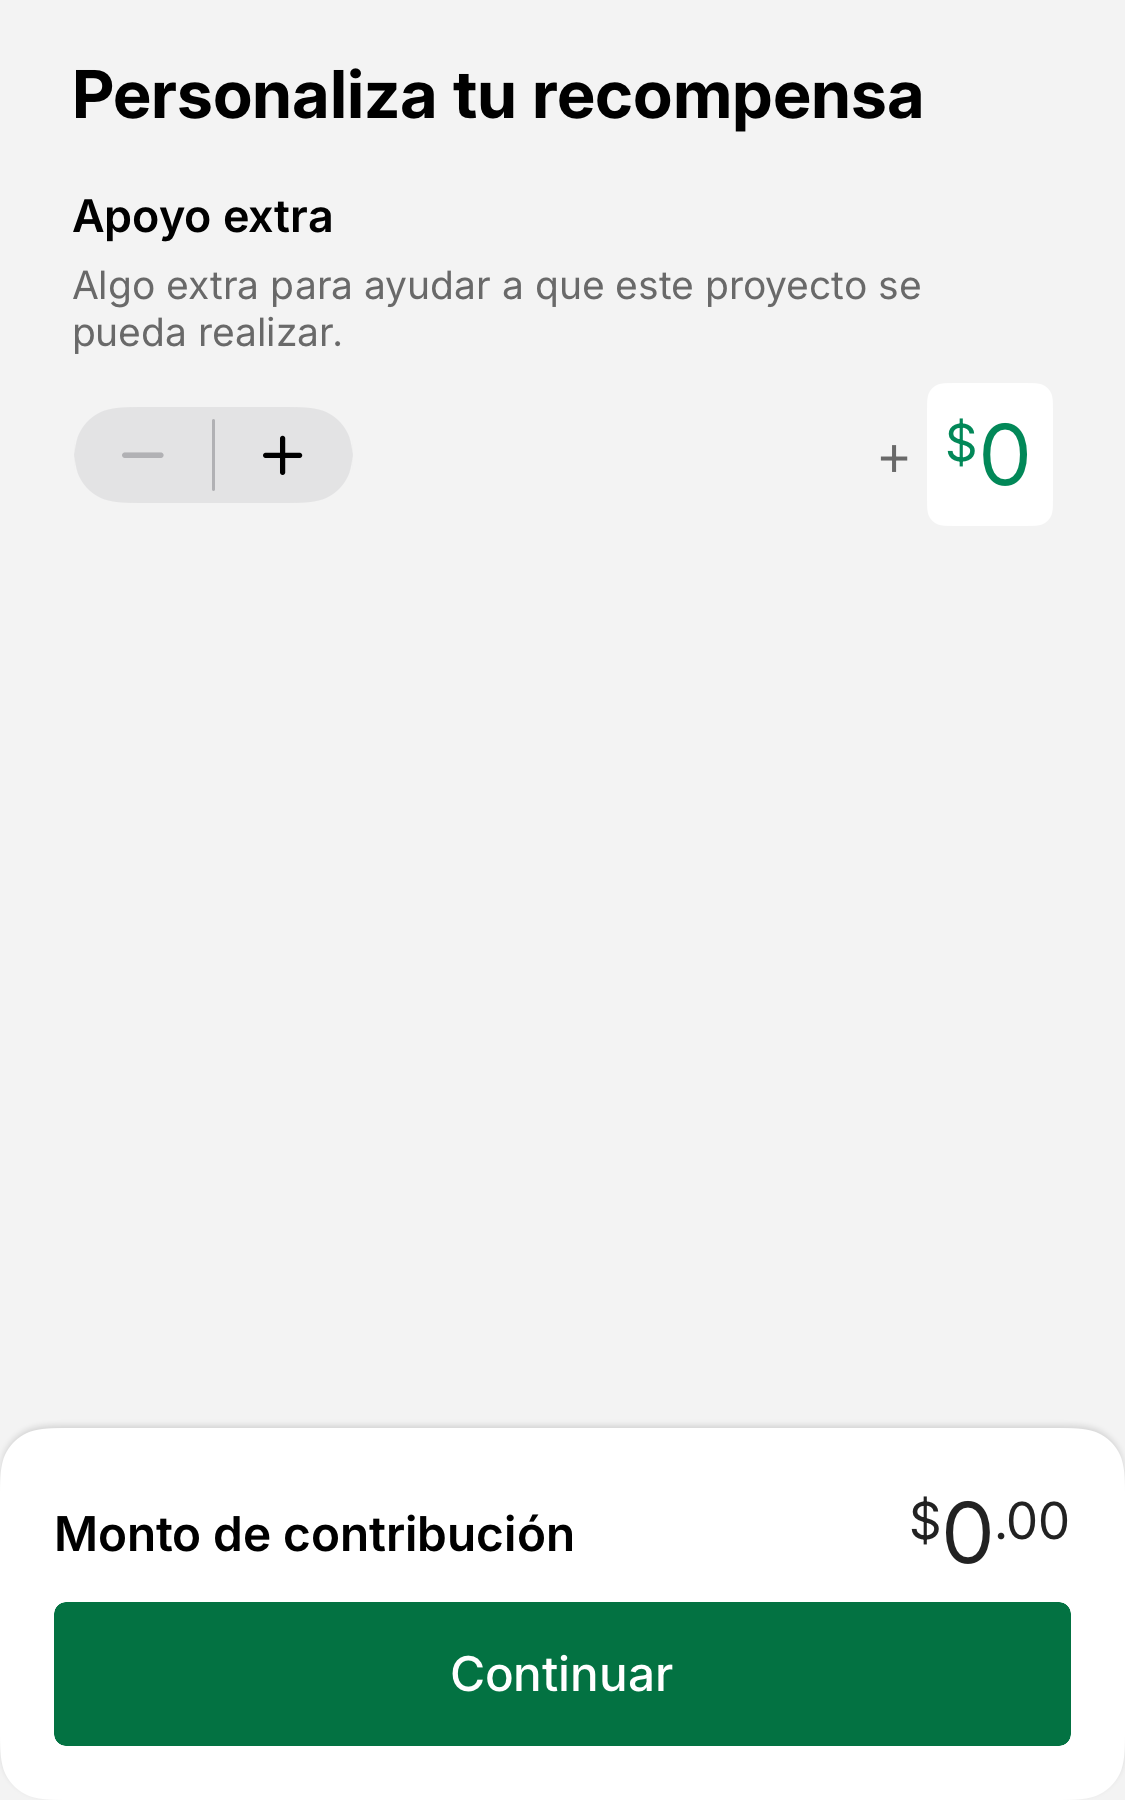 Personaliza tu recompensa
Apoyo extra
Algo extra para ayudar a que este proyecto se
pueda realizar.
+ $0
Monto de contribución $0.00
Continuar